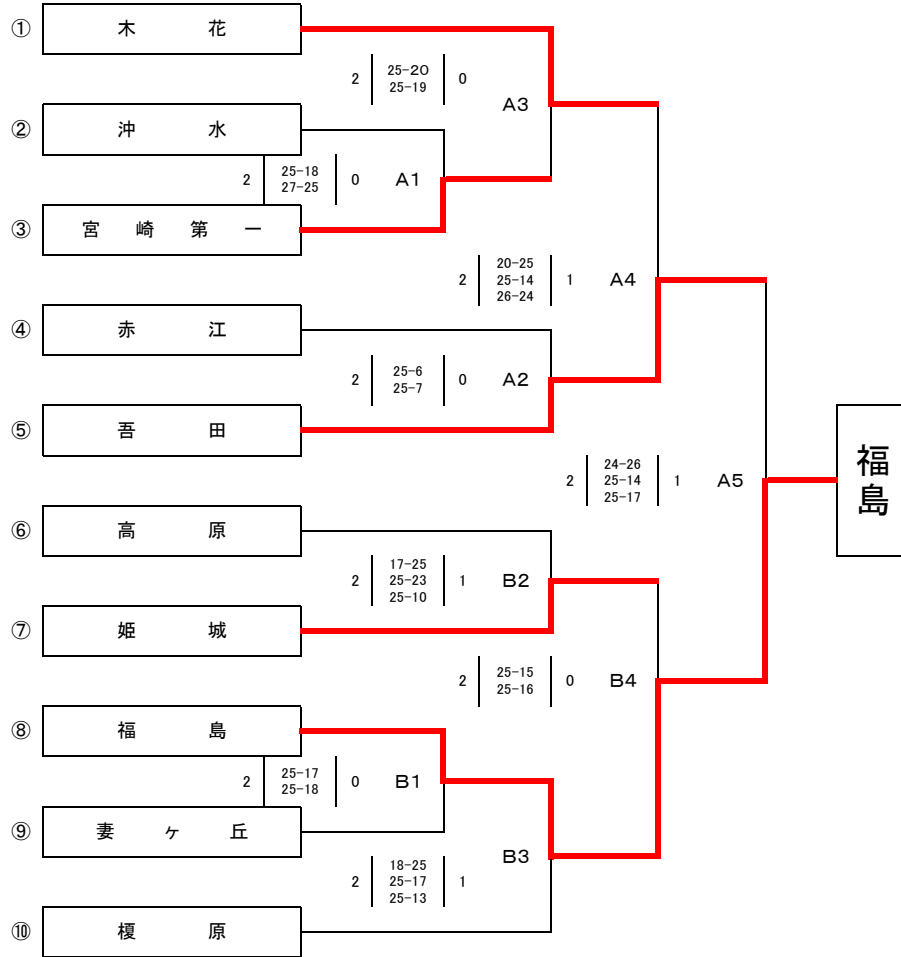 ① 木 花
2 25-20 0
25-19
A3
② 沖 水
2 25-18 0 A1
27-25
③ 宮 崎 第 一
20-25
2 25-14 1 A4
26-24
④ 赤 江
2 25-6 0 A2
25-7
⑤ 吾 田
24-26
2 25-14 1 A5
25-17
福島
⑥ 高 原
17-25
2 25-23 1 B2
25-10
⑦ 姫 城
2 25-15 0 B4
25-16
⑧ 福 島
2 25-17 0 B1
25-18
⑨ 妻 ヶ 丘
B3
18-25
2 25-17 1
25-13
⑩ 榎 原